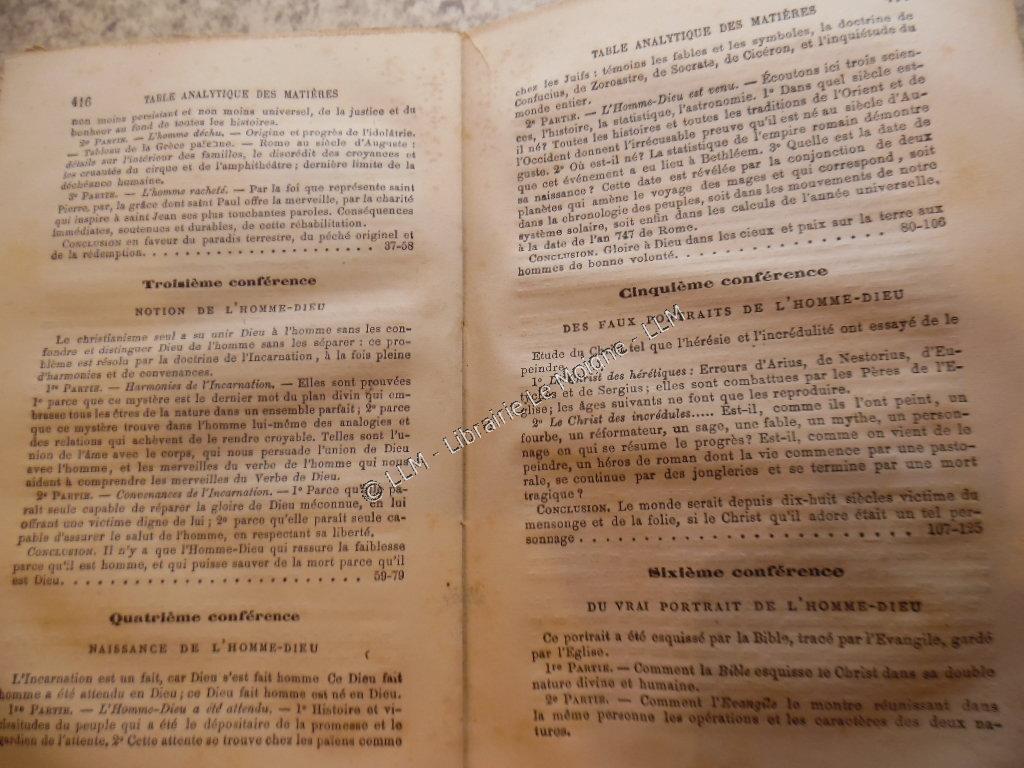 416 TABLE ANALYTIQUE DES MATIÈRES
non moins persistant et non moins universel, de la justice et du
bonheur au fond de toutes les histoires.
2e PARTIE. — L'homme déchu. — Origine et progrès de l'idolâtrie.
— Tableau de la Grèce païenne. — Rome au siècle d'Auguste :
détails sur l'intérieur des familles, le discrédit des croyances et
les cruautés du cirque et de l'amphithéâtre ; dernière limite de la
déchéance humaine.
3e PARTIE. — L'homme racheté. — Par la foi que représente saint
Pierre, par la grâce dont saint Paul offre la merveille, par la charité
qui inspire à saint Jean ses plus touchantes paroles. Conséquences
immédiates, soutenues et durables, de cette réhabilitation.
CONCLUSION en faveur du paradis terrestre, du péché originel et
de la rédemption. . . . . . . . . . . . . . . . . . . 37-58
Troisième conférence
NOTION DE L'HOMME-DIEU
Le christianisme seul a su unir Dieu à l'homme sans les con-
fondre et distinguer Dieu de l'homme sans les séparer : ce pro-
blème est résolu par la doctrine de l'Incarnation, à la fois pleine
d'harmonies et de convenances.
1re PARTIE. — Harmonies de l'Incarnation. — Elles sont prouvées
1° parce que ce mystère est le dernier mot du plan divin qui em-
brasse tous les êtres de la nature dans un ensemble parfait ; 2° parce
que ce mystère trouve dans l'homme lui-même des analogies et
des relations qui achèvent de le rendre croyable. Telles sont l'u-
nion de l'âme avec le corps, qui nous persuade l'union de Dieu
avec l'homme, et les merveilles du verbe de l'homme qui nous
aident à comprendre les merveilles du Verbe de Dieu.
2e PARTIE. — Convenances de l'Incarnation. — 1° Parce qu'elle pa-
raît seule capable de réparer la gloire de Dieu méconnue, en lui
offrant une victime digne de lui ; 2° parce qu'elle paraît seule ca-
pable d'assurer le salut de l'homme, en respectant sa liberté.
CONCLUSION. Il n'y a que l'Homme-Dieu qui rassure la faiblesse
parce qu'il est homme, et qui puisse sauver de la mort parce qu'il
est Dieu. . . . . . . . . . . . . . . . . . . . . . . 59-79
Quatrième conférence
NAISSANCE DE L'HOMME-DIEU
L'Incarnation est un fait, car Dieu s'est fait homme Ce Dieu fait
homme a été attendu en Dieu ; ce Dieu fait homme est né en Dieu.
1re PARTIE. — L'Homme-Dieu a été attendu. — 1° Histoire et vi-
cissitudes du peuple qui a été le dépositaire de la promesse et le
gardien de l'attente. 2° Cette attente se trouve chez les païens comme
TABLE ANALYTIQUE DES MATIÈRES
chez les Juifs : témoins les fables et les symboles, la doctrine de
Confucius, de Zoroastre, de Socrate, de Cicéron, et l'inquiétude du
monde entier.
2e PARTIE. — L'Homme-Dieu est venu. — Écoutons ici trois scien-
ces, l'histoire, la statistique, l'astronomie. 1° Dans quel siècle est-
il né? Toutes les histoires et toutes les traditions de l'Orient et de
l'Occident donnent l'irrécusable preuve qu'il est né au siècle d'Au-
guste. 2° Où est-il né? La statistique de l'empire romain démontre
que cet événement a eu lieu à Bethléem. 3° Quelle est la date de
sa naissance? Cette date est révélée par la conjonction de deux
planètes qui amène le voyage des mages et qui correspond, soit
dans la chronologie des peuples, soit dans les mouvements de notre
système solaire, soit enfin dans les calculs de l'année universelle,
à la date de l'an 747 de Rome.
CONCLUSION. Gloire à Dieu dans les cieux et paix sur la terre aux
hommes de bonne volonté. . . . . . . . . . . . . . 80-106
Cinquième conférence
DES FAUX PORTRAITS DE L'HOMME-DIEU
Etude du Christ tel que l'hérésie et l'incrédulité ont essayé de le
peindre.
1° Le Christ des hérétiques : Erreurs d'Arius, de Nestorius, d'Eu-
et de Sergius ; elles sont combattues par les Pères de l'E-
glise; les âges suivants ne font que les reproduire.
2° Le Christ des incrédules..... Est-il, comme ils l'ont peint, un
fourbe, un réformateur, un sage, une fable, un mythe, un person-
nage en qui se résume le progrès? Est-il, comme on vient de le
peindre, un héros de roman dont la vie commence par une pasto-
rale, se continue par des jongleries et se termine par une mort
tragique?
CONCLUSION. Le monde serait depuis dix-huit siècles victime du
mensonge et de la folie, si le Christ qu'il adore était un tel per-
sonnage . . . . . . . . . . . . . . . . . . . . . 107-125
Sixième conférence
DU VRAI PORTRAIT DE L'HOMME-DIEU
Ce portrait a été esquissé par la Bible, tracé par l'Evangile, gardé
par l'Eglise.
1re PARTIE. — Comment la Bible esquisse le Christ dans sa double
nature divine et humaine.
2e PARTIE. — Comment l'Evangile le montre réunissant dans
la même personne les opérations et les caractères des deux na-
tures.
© LLM - Librairie Le Moigne - LLM